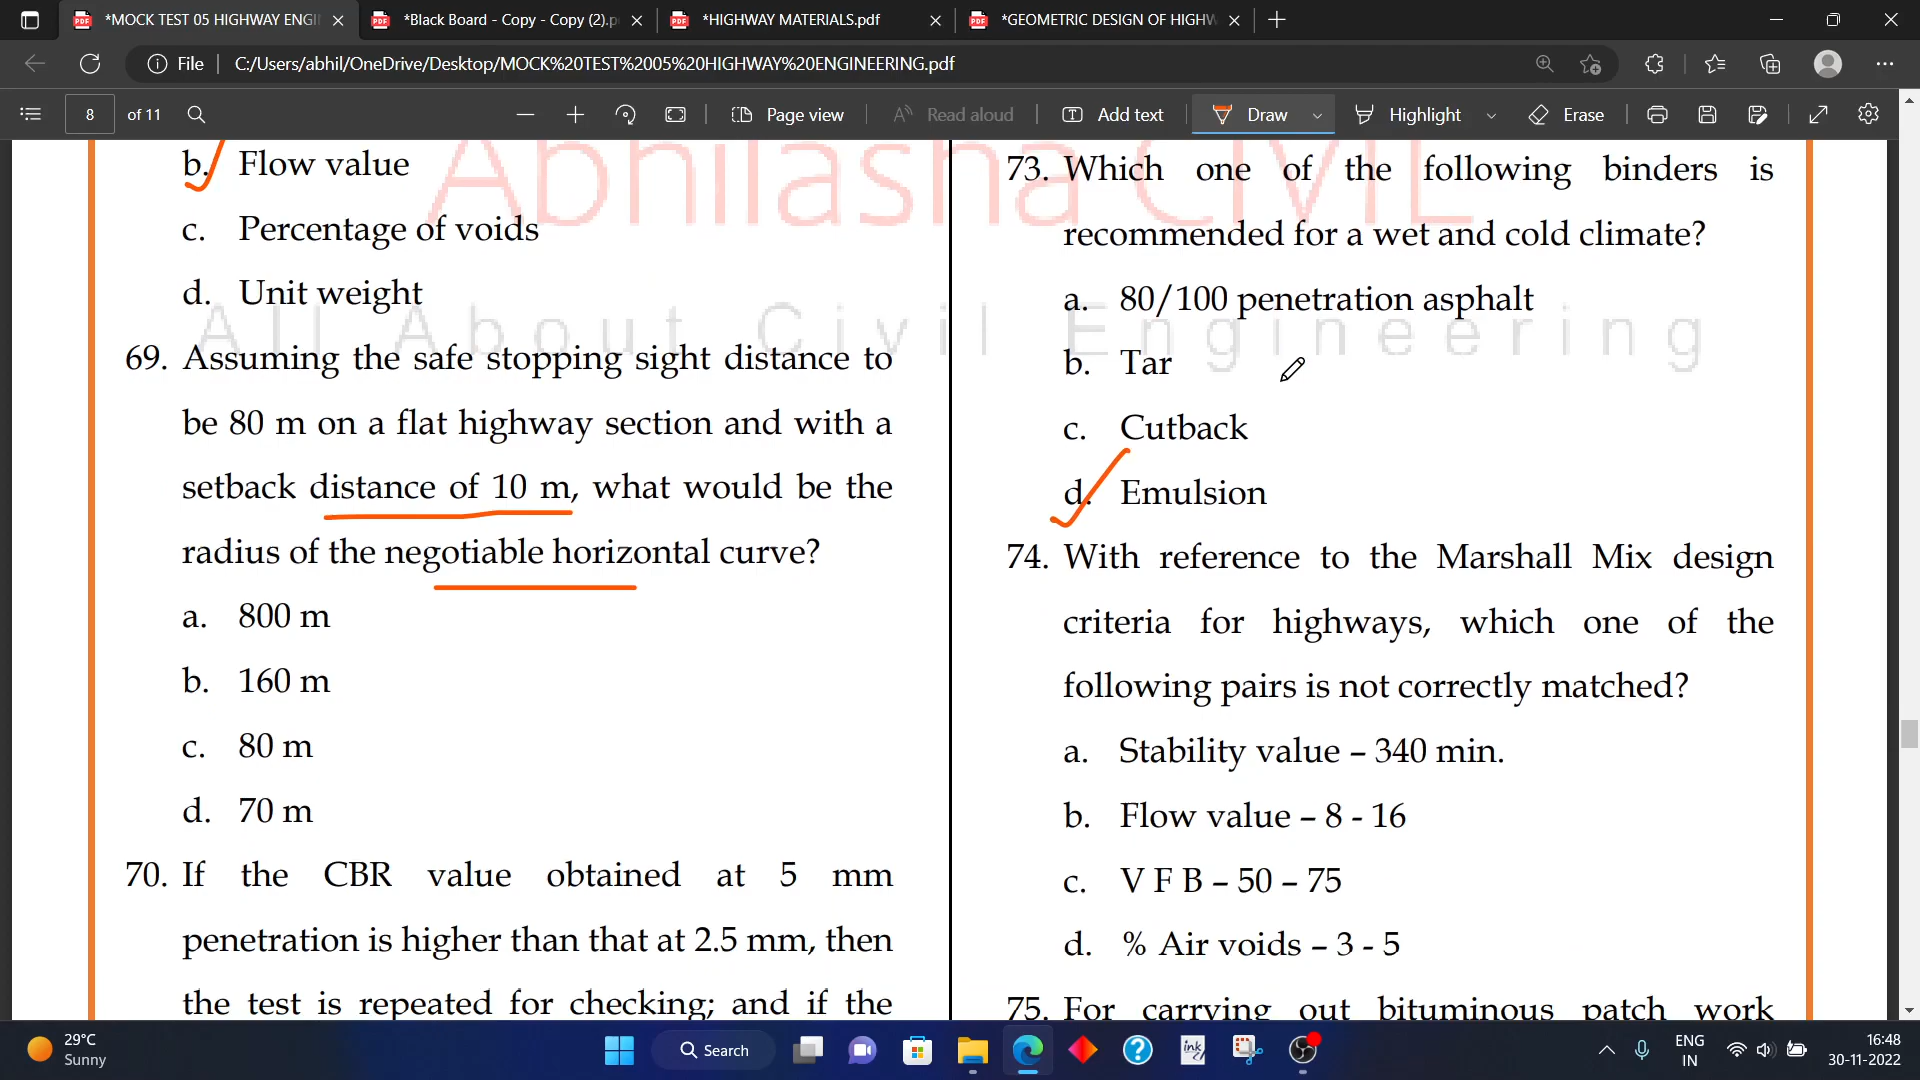 *MOCK TEST 05 HIGHWAY ENGI
*Black Board - Copy - Copy (2).p
*HIGHWAY MATERIALS.pdf
*GEOMETRIC DESIGN OF HIGHW
File
C:/Users/abhil/OneDrive/Desktop/MOCK%20TEST%2005%20HIGHWAY%20ENGINEERING.pdf
8 of 11
Page view
Read aloud
Add text
Draw
Highlight
Erase
Abhilasha CIVIL
All About Civil Engineering
b. Flow value
c. Percentage of voids
d. Unit weight
69. Assuming the safe stopping sight distance to
be 80 m on a flat highway section and with a
setback distance of 10 m, what would be the
radius of the negotiable horizontal curve?
a. 800 m
b. 160 m
c. 80 m
d. 70 m
70. If the CBR value obtained at 5 mm
penetration is higher than that at 2.5 mm, then
the test is repeated for checking; and if the
73. Which one of the following binders is
recommended for a wet and cold climate?
a. 80/100 penetration asphalt
b. Tar
c. Cutback
d. Emulsion
74. With reference to the Marshall Mix design
criteria for highways, which one of the
following pairs is not correctly matched?
a. Stability value – 340 min.
b. Flow value – 8 - 16
c. V F B – 50 – 75
d. % Air voids – 3 - 5
75. For carrying out bituminous patch work
29°C
Sunny
Search
ink
ENG
IN
16:48
30-11-2022